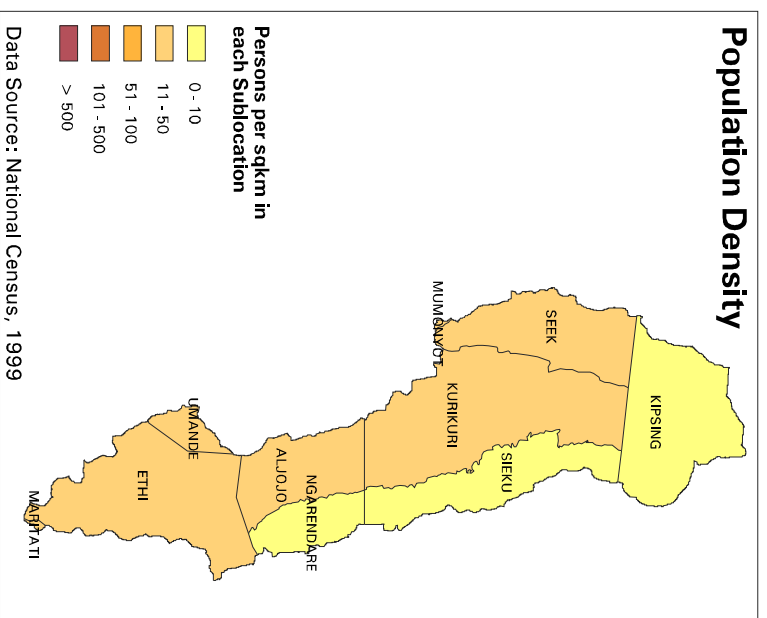 Population Density
KIPSING
SEEK
SIEKU
KURIKURI
MUMONYOT
NGARENDARE
ALJOJO
UMANDE
ETHI
MARITATI
Persons per sqkm in
each Sublocation
0 - 10
11 - 50
51 - 100
101 - 500
> 500
Data Source: National Census, 1999